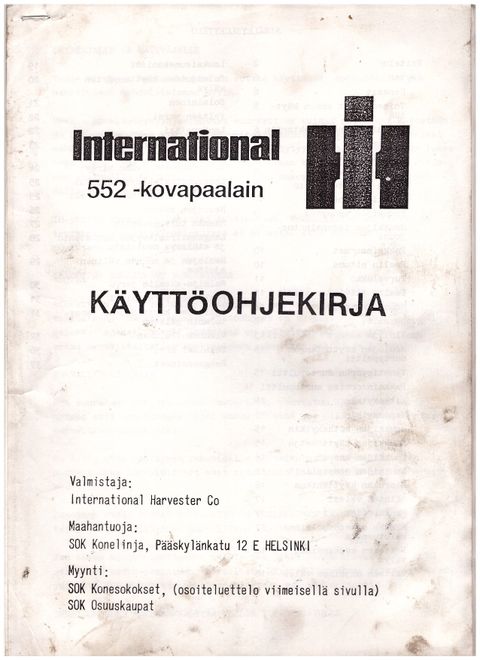 International
552 -kovapaalain
KÄYTTÖOHJEKIRJA
Valmistaja:
International Harvester Co
Maahantuoja:
SOK Konelinja, Pääskylänkatu 12 E HELSINKI
Myynti:
SOK Konesokokset, (osoiteluettelo viimeisellä sivulla)
SOK Osuuskaupat